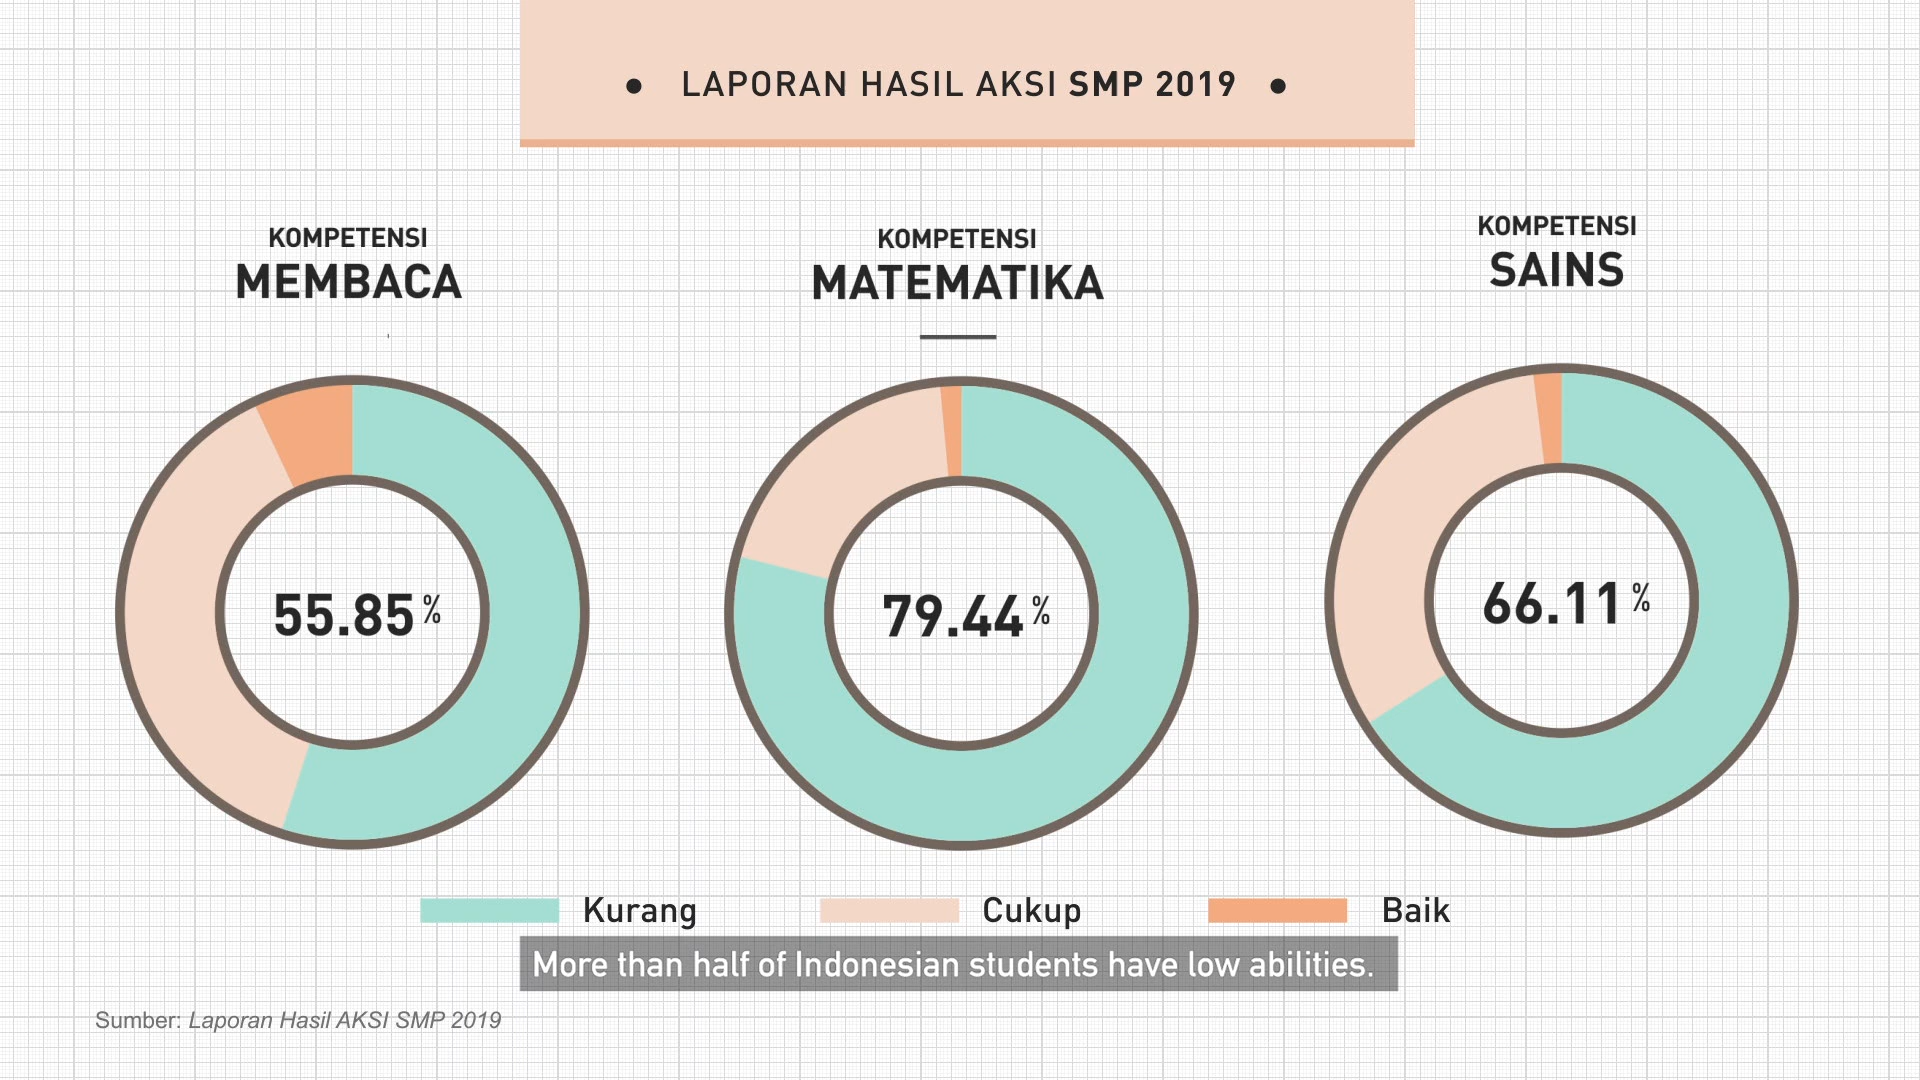 • LAPORAN HASIL AKSI SMP 2019 •
KOMPETENSI
MEMBACA
55.85%
KOMPETENSI
MATEMATIKA
79.44%
KOMPETENSI
SAINS
66.11%
Kurang
Cukup
Baik
More than half of Indonesian students have low abilities.
Sumber: Laporan Hasil AKSI SMP 2019